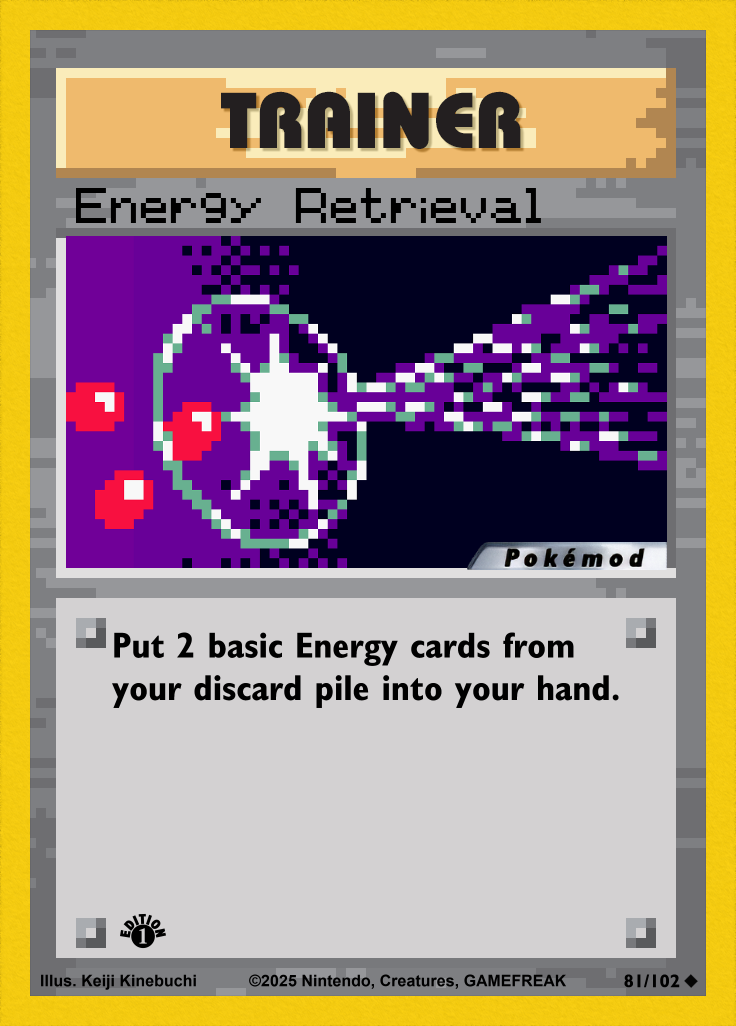 TRAINER
Energy Retrieval
Pokémod
Put 2 basic Energy cards from
your discard pile into your hand.
EDITION
1
Illus. Keiji Kinebuchi ©2025 Nintendo, Creatures, GAMEFREAK 81/102 ◆